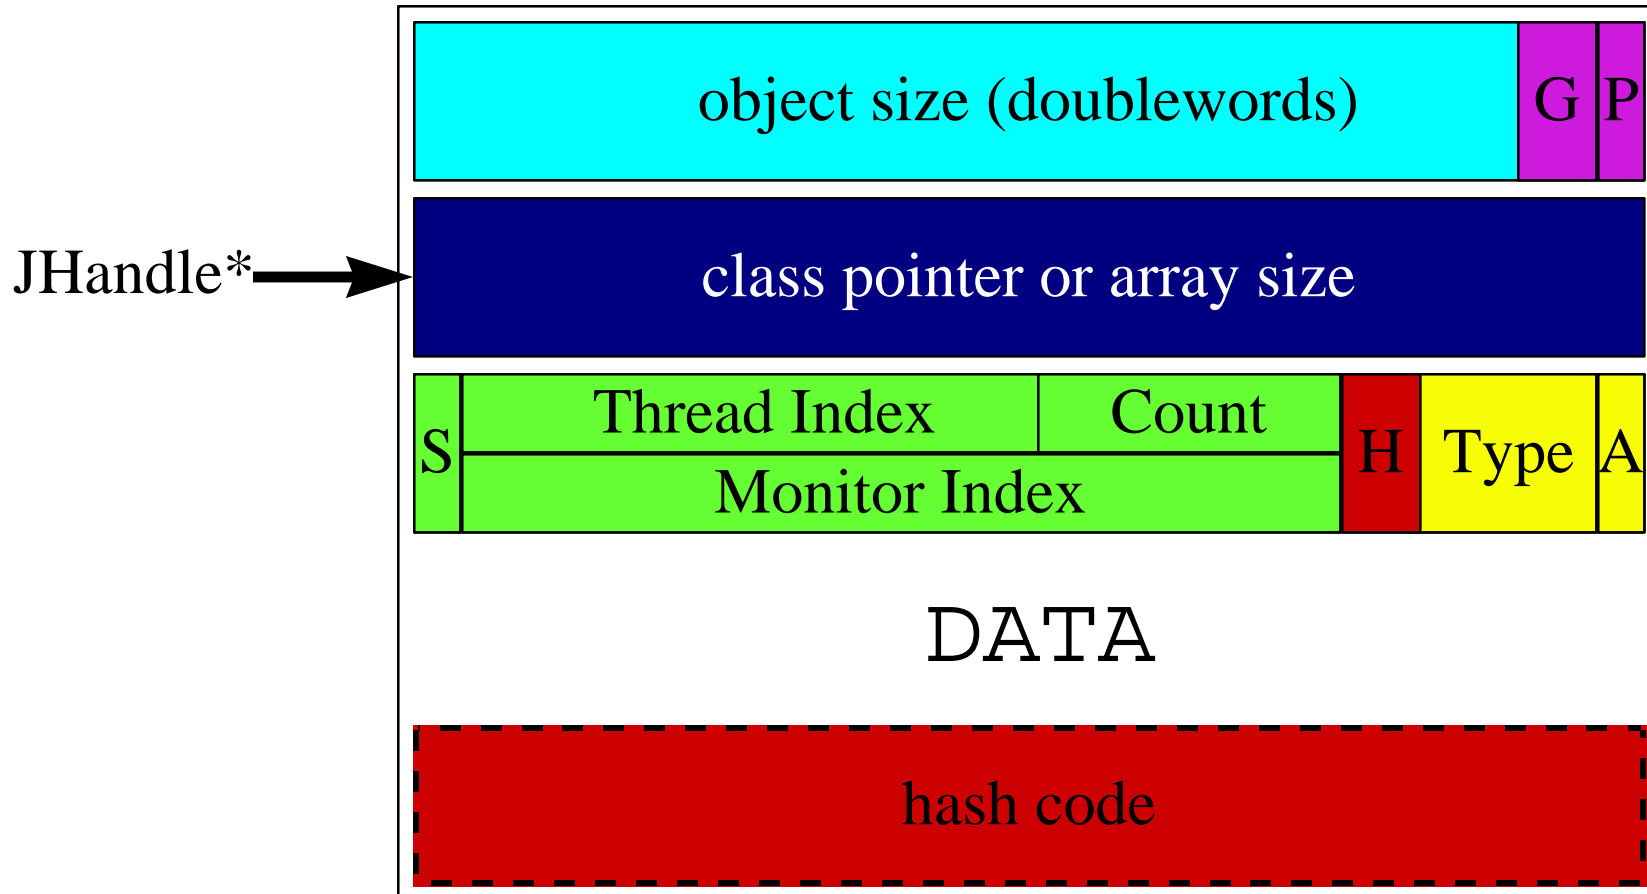 object size (doublewords) G P
JHandle* class pointer or array size
S Thread Index Count H Type A
Monitor Index
DATA
hash code